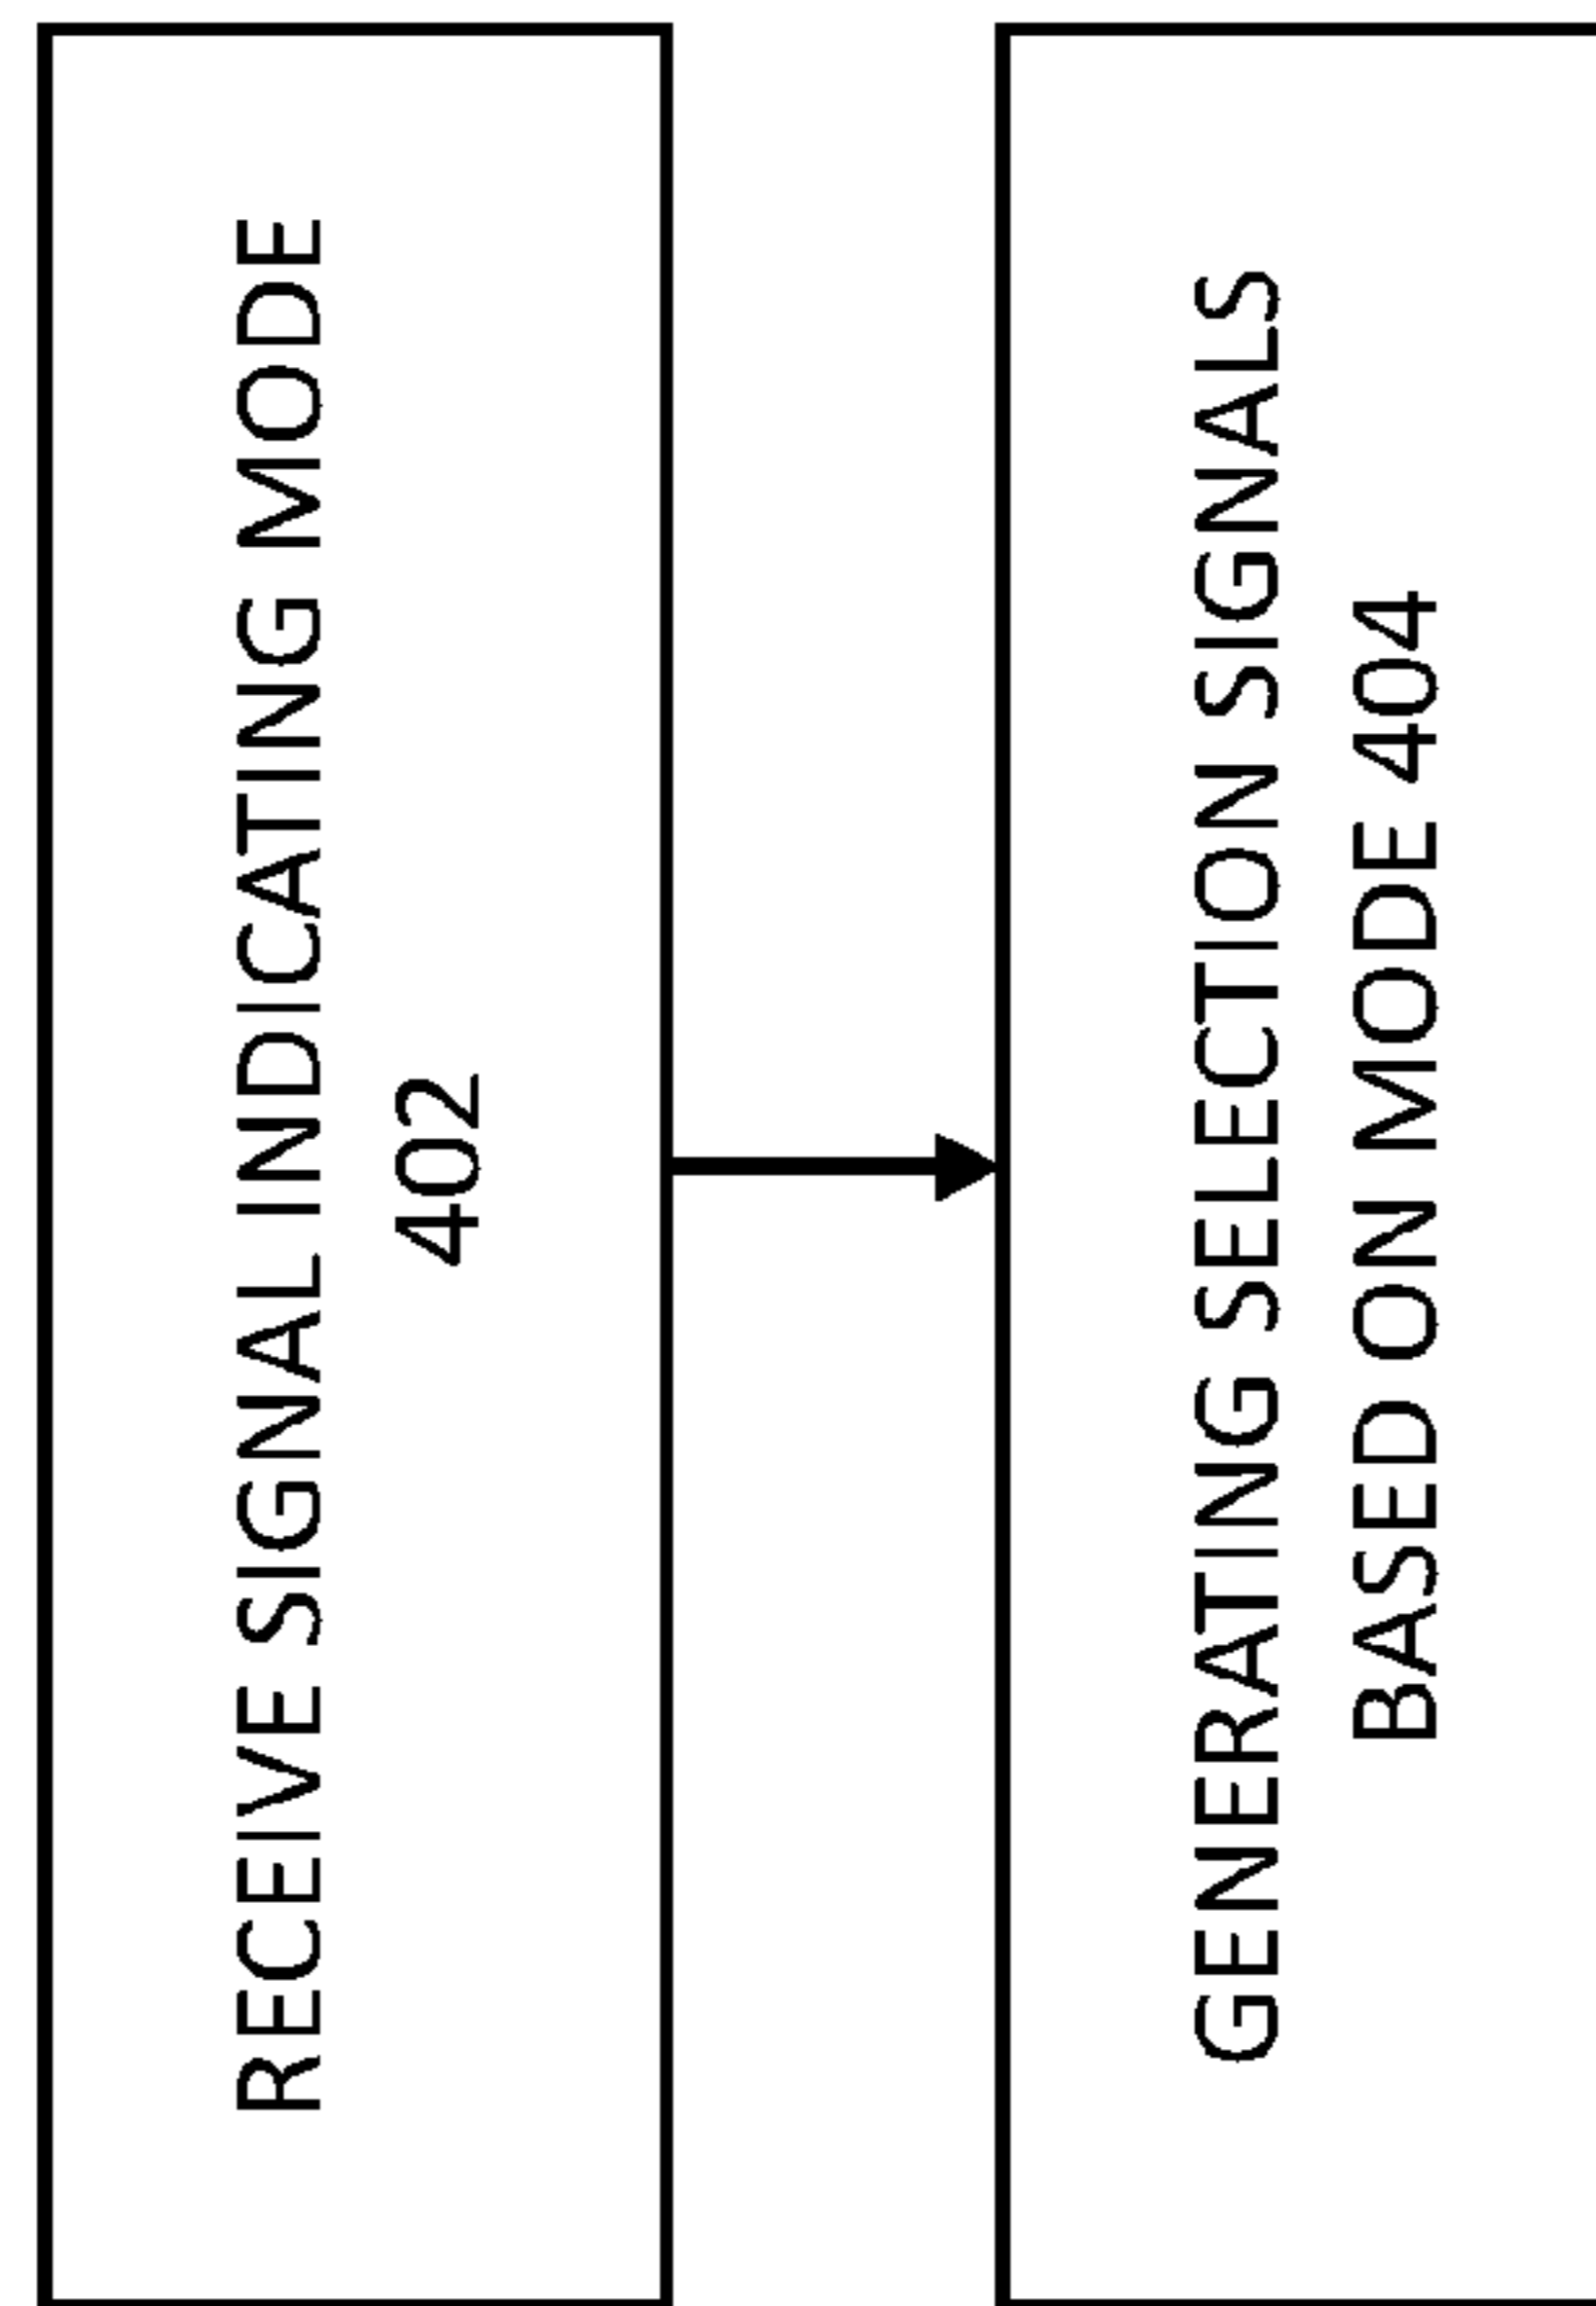 RECEIVE SIGNAL INDICATING MODE
402
GENERATING SELECTION SIGNALS
BASED ON MODE 404